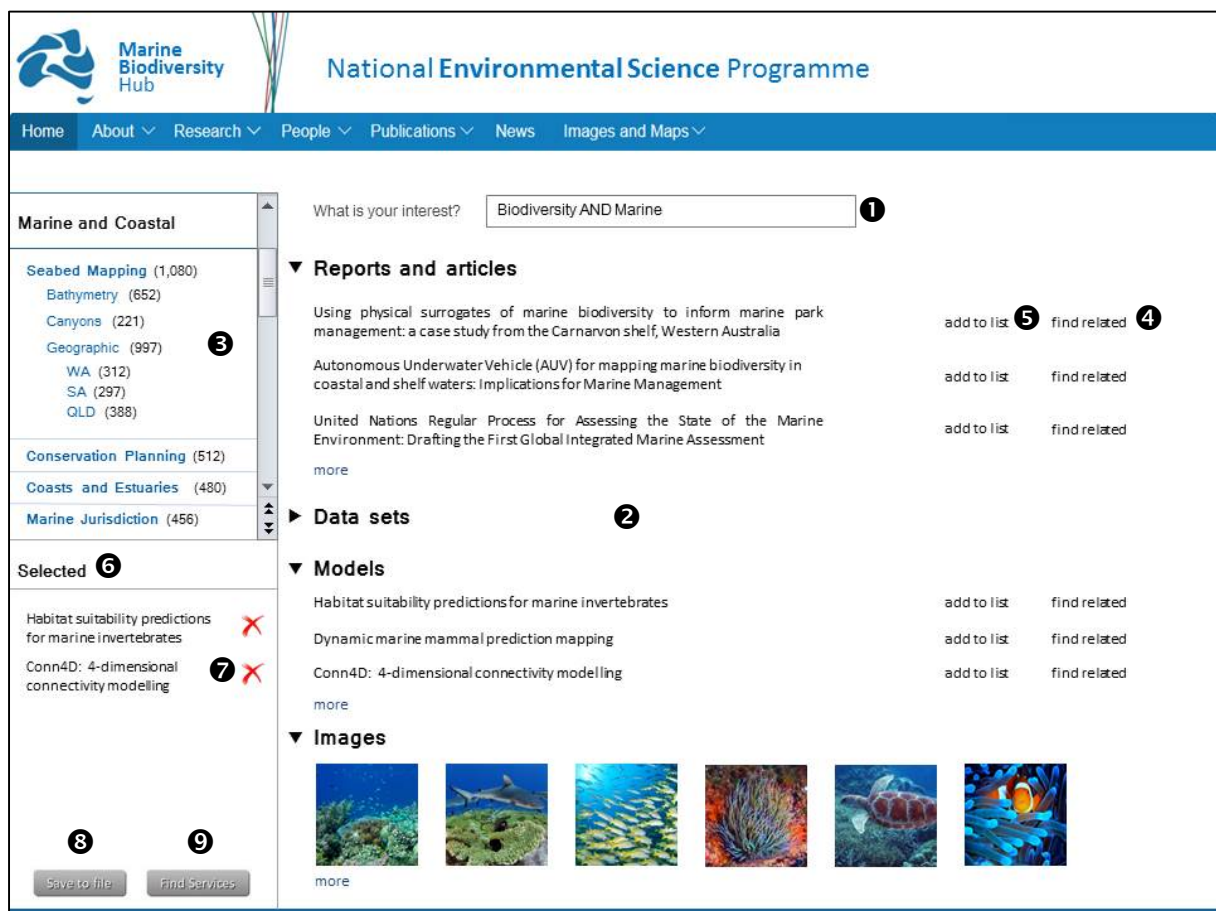 Marine
Biodiversity
Hub
National Environmental Science Programme
Home About Research People Publications News Images and Maps
Marine and Coastal
Seabed Mapping (1,080)
Bathymetry (652)
Canyons (221)
Geographic (997)
❸
WA (312)
SA (297)
QLD (388)
Conservation Planning (512)
Coasts and Estuaries (480)
Marine Jurisdiction (456)
Selected ❻
Habitat suitability predictions
for marine invertebrates
Conn4D: 4-dimensional
connectivity modelling
❼
❽ ❾
Save to file Find Services
What is your interest? Biodiversity AND Marine ❶
▼ Reports and articles
Using physical surrogates of marine biodiversity to inform marine park
management: a case study from the Carnarvon shelf, Western Australia
add to list ❺ find related ❹
Autonomous Underwater Vehicle (AUV) for mapping marine biodiversity in
coastal and shelf waters: Implications for Marine Management
add to list find related
United Nations Regular Process for Assessing the State of the Marine
Environment: Drafting the First Global Integrated Marine Assessment
add to list find related
more
► Data sets ❷
▼ Models
Habitat suitability predictions for marine invertebrates add to list find related
Dynamic marine mammal prediction mapping add to list find related
Conn4D: 4-dimensional connectivity modelling add to list find related
more
▼ Images
more